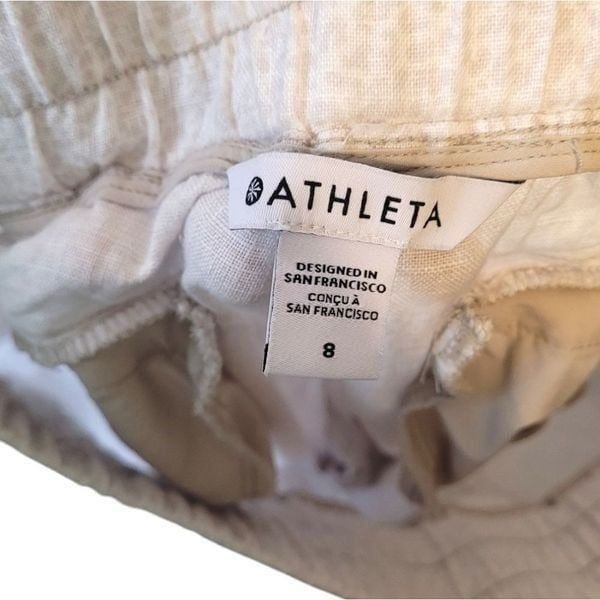 ATHLETA
DESIGNED IN
SAN FRANCISCO
CONÇU À
SAN FRANCISCO
8